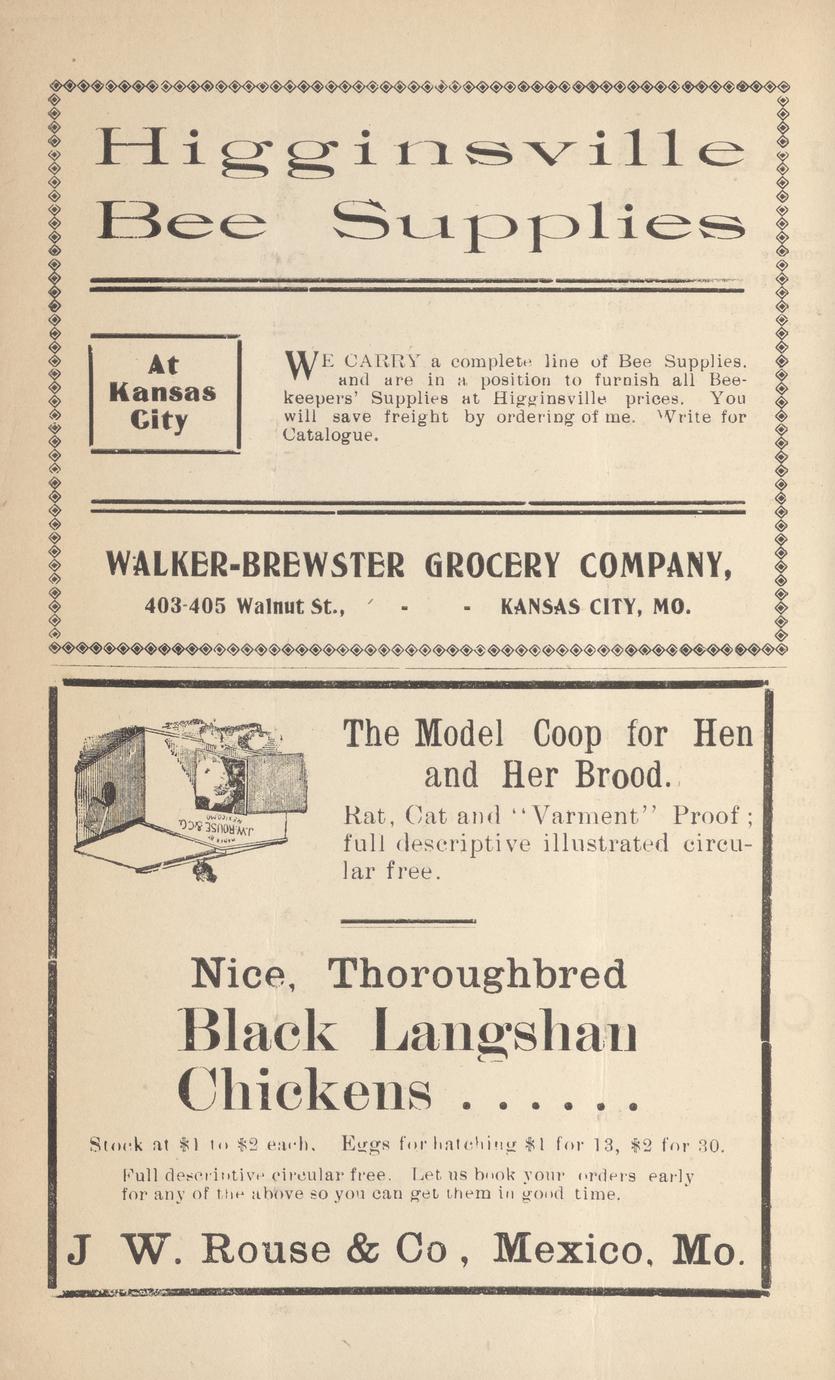 Higginsville
Bee Supplies
At
Kansas
City
WE CARRY a complete line of Bee Supplies.
and are in a position to furnish all Bee-
keepers' Supplies at Higginsville prices. You
will save freight by ordering of me. Write for
Catalogue.
WALKER-BREWSTER GROCERY COMPANY,
403-405 Walnut St., - - KANSAS CITY, MO.
The Model Coop for Hen
and Her Brood.
Rat, Cat and "Varment" Proof;
full descriptive illustrated circu-
lar free.
J.W. ROUSE & CO.
MEXICO MO
Nice, Thoroughbred
Black Langshan
Chickens . . . . . .
Stock at $1 to $2 each. Eggs for hatching $1 for 13, $2 for 30.
Full descriptive circular free. Let us book your orders early
for any of the above so you can get them in good time.
J W. Rouse & Co, Mexico, Mo.